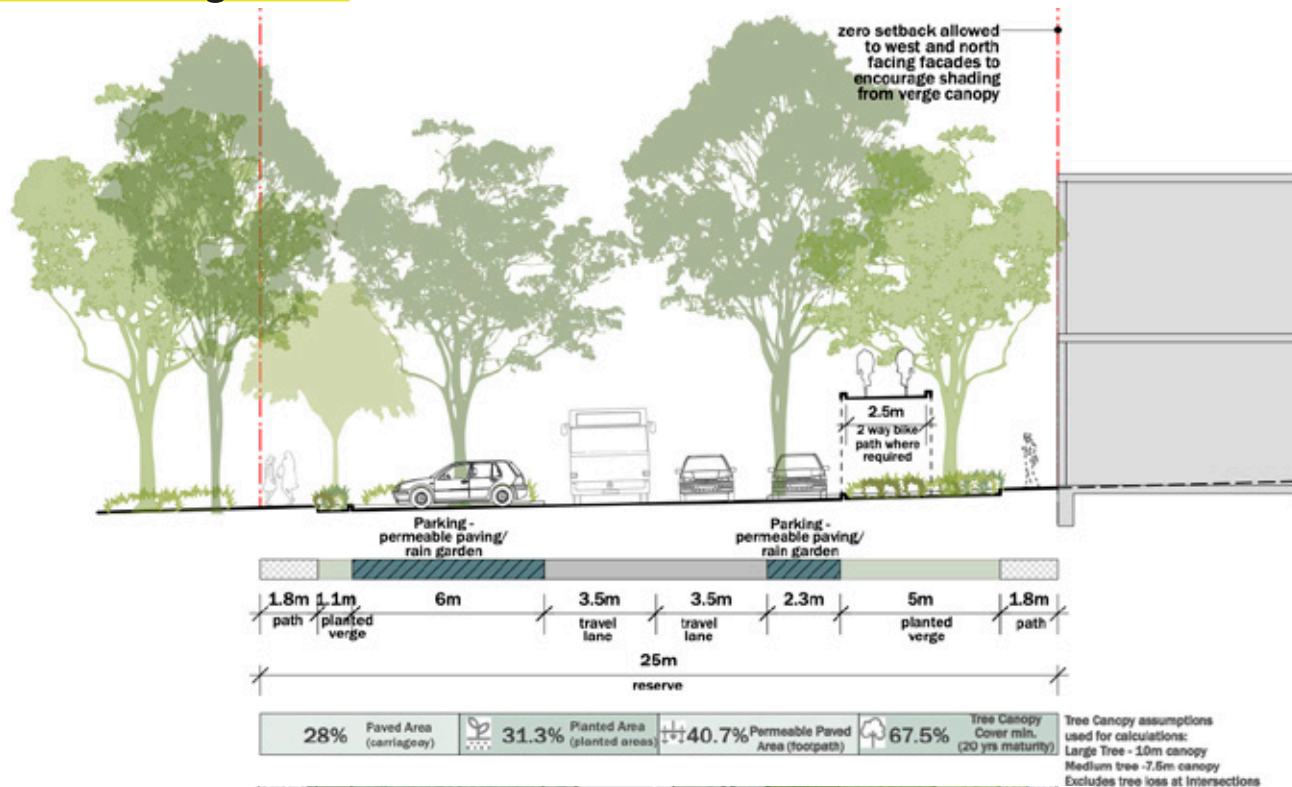 zero setback allowed
to west and north
facing facades to
encourage shading
from verge canopy
2.5m
2 way bike
path where
required
Parking -
permeable paving/
rain garden
Parking -
permeable paving/
rain garden
1.8m 1.1m 6m 3.5m 3.5m 2.3m 5m 1.8m
path planted verge travel lane travel lane planted verge path
25m
reserve
28% Paved Area (carriageay)
31.3% Planted Area (planted areas)
40.7% Permeable Paved Area (footpath)
67.5% Tree Canopy Cover min. (20 yrs maturity)
Tree Canopy assumptions
used for calculations:
Large Tree - 10m canopy
Medium tree -7.5m canopy
Excludes tree loss at intersections